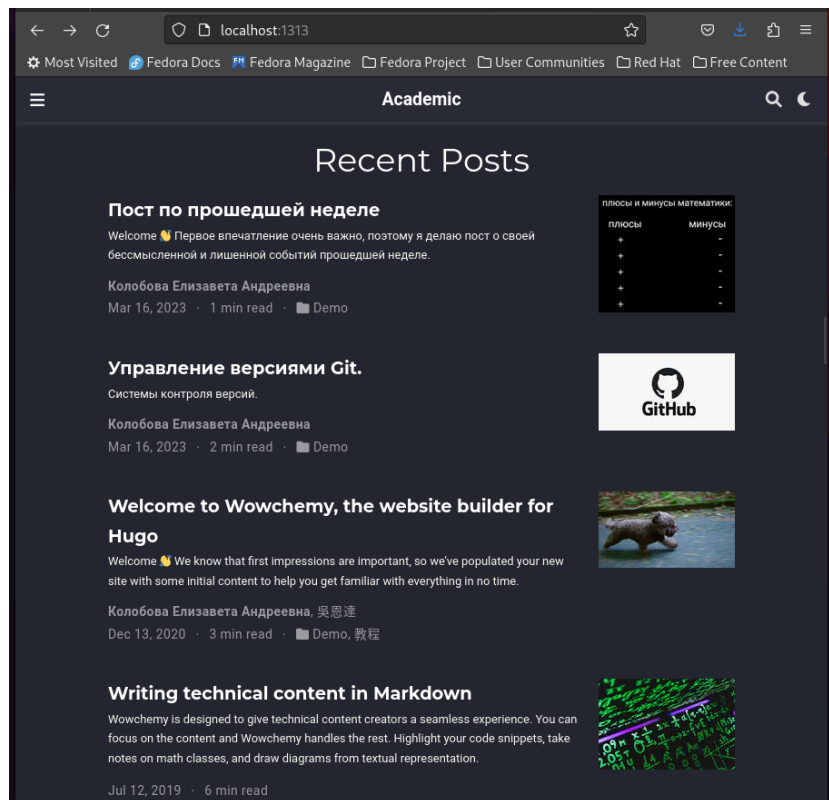 localhost:1313
Most Visited Fedora Docs FM Fedora Magazine Fedora Project User Communities Red Hat Free Content
Academic
Recent Posts
Пост по прошедшей неделе
Welcome 👋 Первое впечатление очень важно, поэтому я делаю пост о своей
бессмысленной и лишенной событий прошедшей неделе.
Колобова Елизавета Андреевна
Mar 16, 2023 · 1 min read · Demo
плюсы и минусы математики:
плюсы минусы
+ -
+ -
+ -
+ -
+ -
Управление версиями Git.
Системы контроля версий.
Колобова Елизавета Андреевна
Mar 16, 2023 · 2 min read · Demo
GitHub
Welcome to Wowchemy, the website builder for
Hugo
Welcome 👋 We know that first impressions are important, so we've populated your new
site with some initial content to help you get familiar with everything in no time.
Колобова Елизавета Андреевна, 吳恩達
Dec 13, 2020 · 3 min read · Demo, 教程
Writing technical content in Markdown
Wowchemy is designed to give technical content creators a seamless experience. You can
focus on the content and Wowchemy handles the rest. Highlight your code snippets, take
notes on math classes, and draw diagrams from textual representation.
Jul 12, 2019 · 6 min read